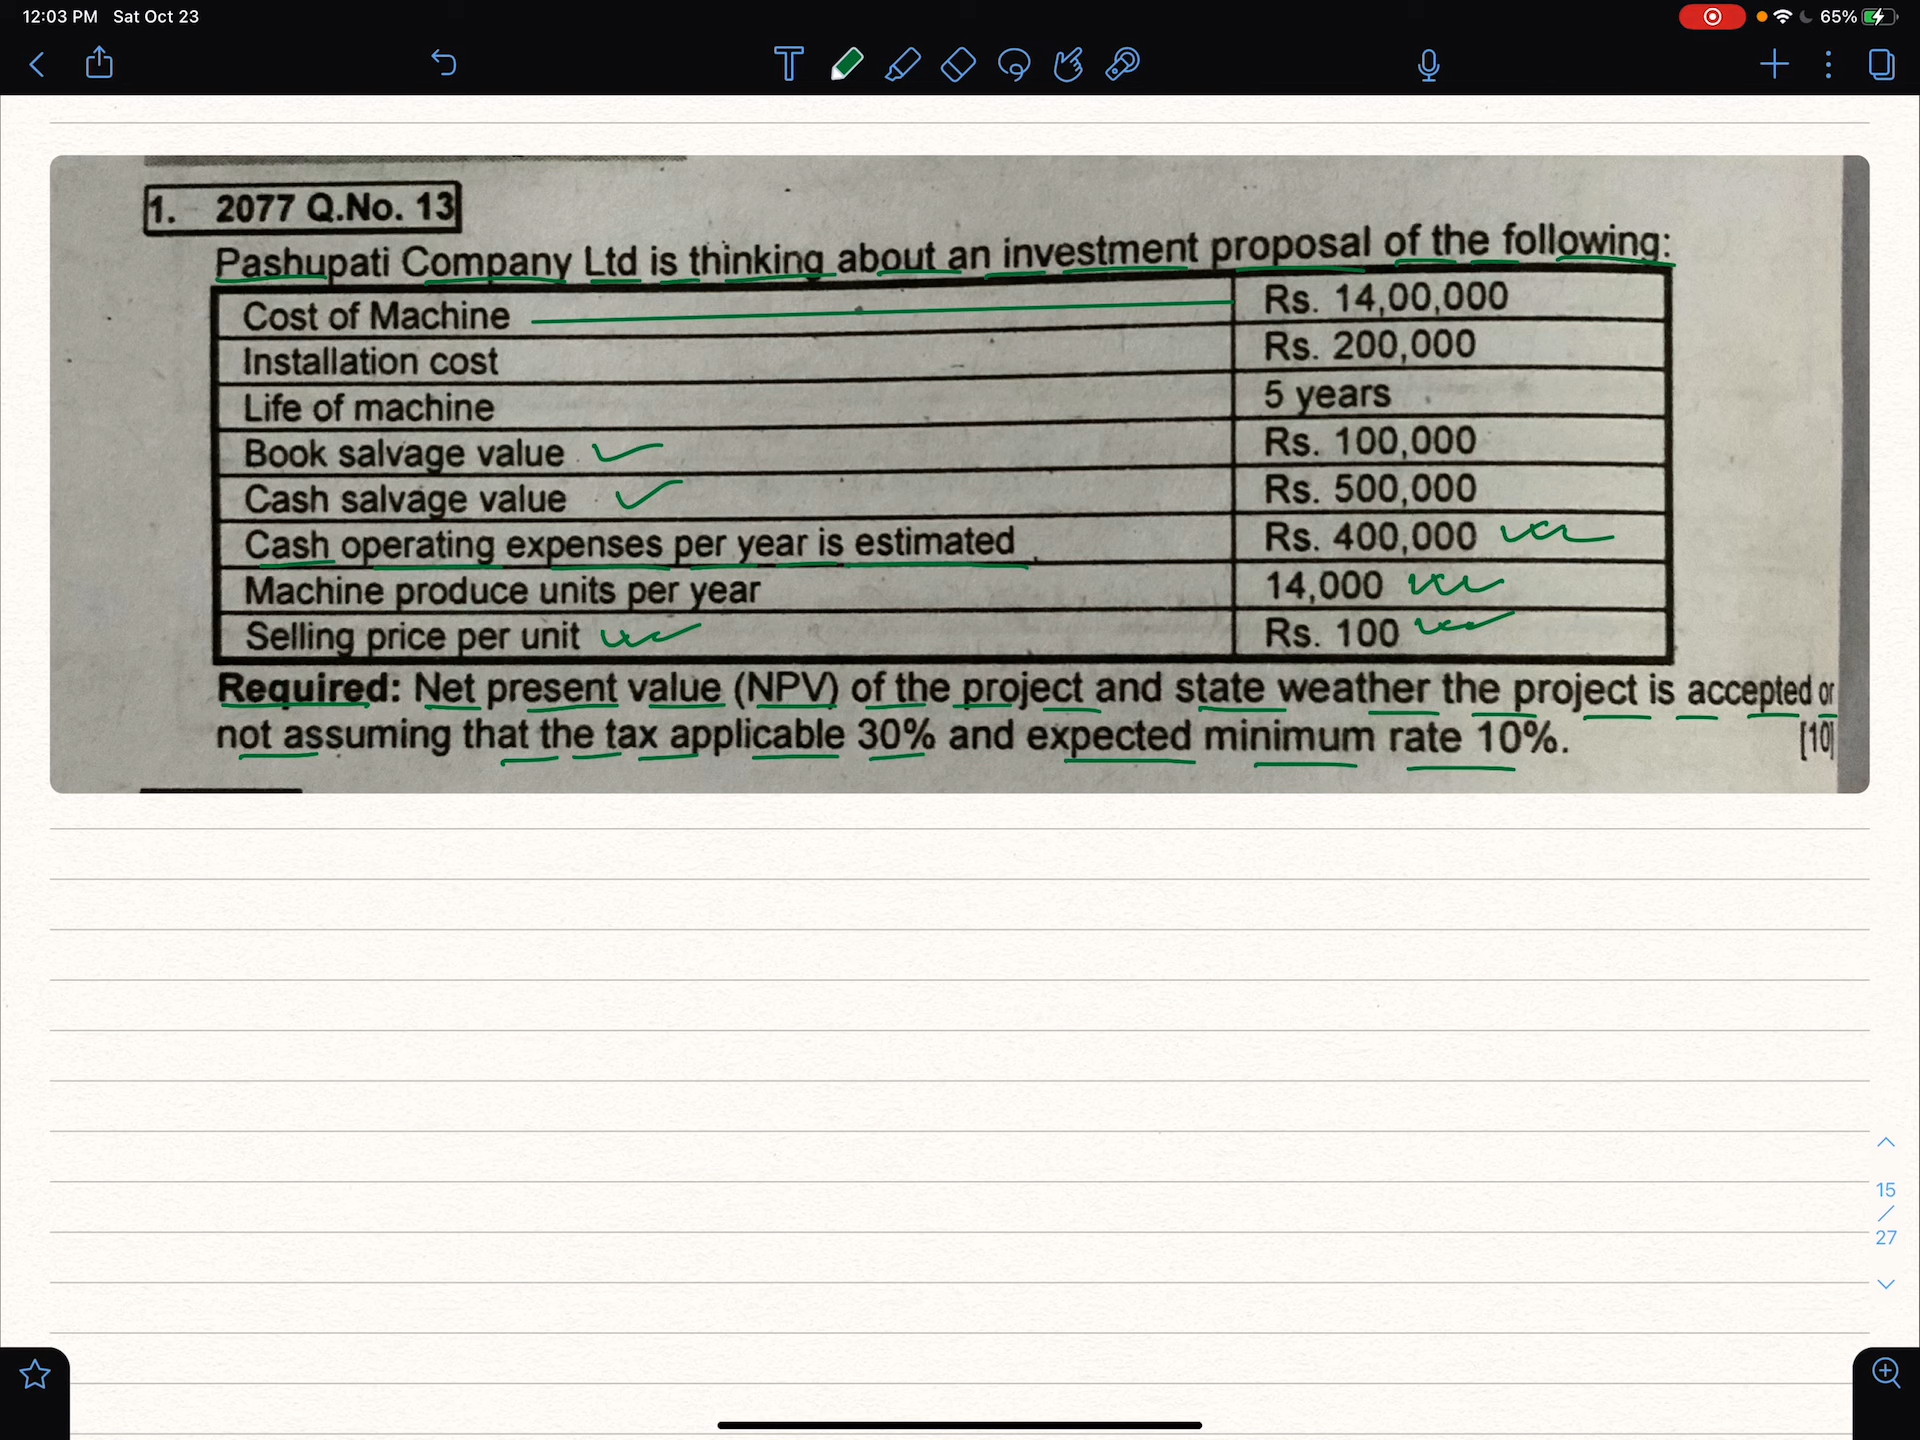 12:03 PM Sat Oct 23
65%
1. 2077 Q.No. 13
Pashupati Company Ltd is thinking about an investment proposal of the following:
Cost of Machine Rs. 14,00,000
Installation cost Rs. 200,000
Life of machine 5 years
Book salvage value Rs. 100,000
Cash salvage value Rs. 500,000
Cash operating expenses per year is estimated Rs. 400,000
Machine produce units per year 14,000
Selling price per unit Rs. 100
Required: Net present value (NPV) of the project and state weather the project is accepted or
not assuming that the tax applicable 30% and expected minimum rate 10%. [10]
15
/
27